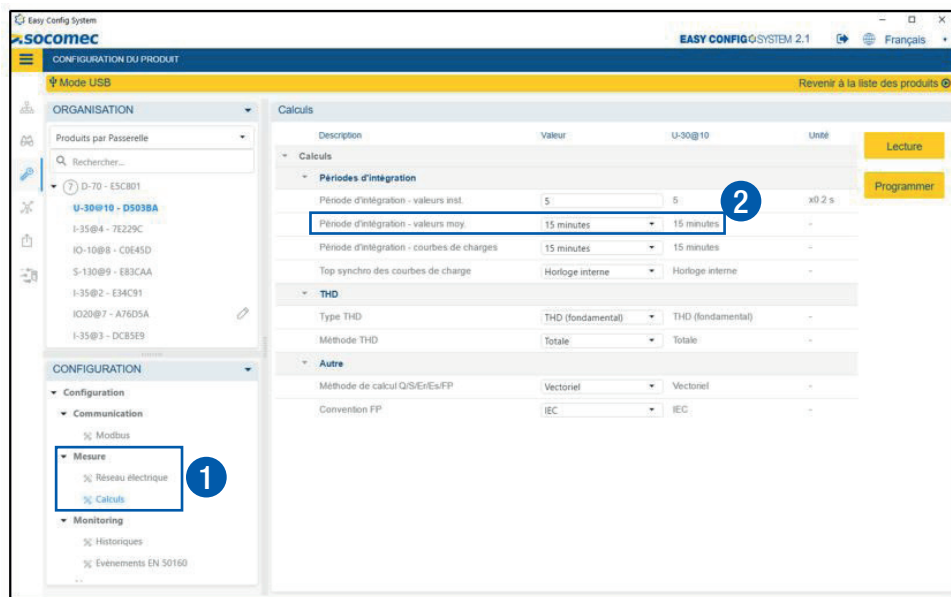 Easy Config System
socomec
EASY CONFIG SYSTEM 2.1
Français
CONFIGURATION DU PRODUIT
Mode USB
Revenir à la liste des produits
ORGANISATION
Produits par Passerelle
Rechercher...
? D-70 - E5C801
U-30@10 - D503BA
I-35@4 - 7E229C
IO-10@8 - C0E45D
S-130@9 - E83CAA
I-35@2 - E34C91
IO20@7 - A76D5A
I-35@3 - DCB5E9
CONFIGURATION
Configuration
Communication
Modbus
Mesure
Réseau électrique
Calculs
1
Monitoring
Historiques
Evènements EN 50160
Calculs
Description Valeur U-30@10 Unité
Calculs
Périodes d'intégration
Période d'intégration - valeurs inst. 5 5 x0.2 s
2
Période d'intégration - valeurs moy. 15 minutes 15 minutes -
Période d'intégration - courbes de charges 15 minutes 15 minutes -
Top synchro des courbes de charge Horloge interne Horloge interne -
THD
Type THD THD (fondamental) THD (fondamental) -
Méthode THD Totale Totale -
Autre
Méthode de calcul Q/S/Er/Es/FP Vectoriel Vectoriel -
Convention FP IEC IEC -
Lecture
Programmer